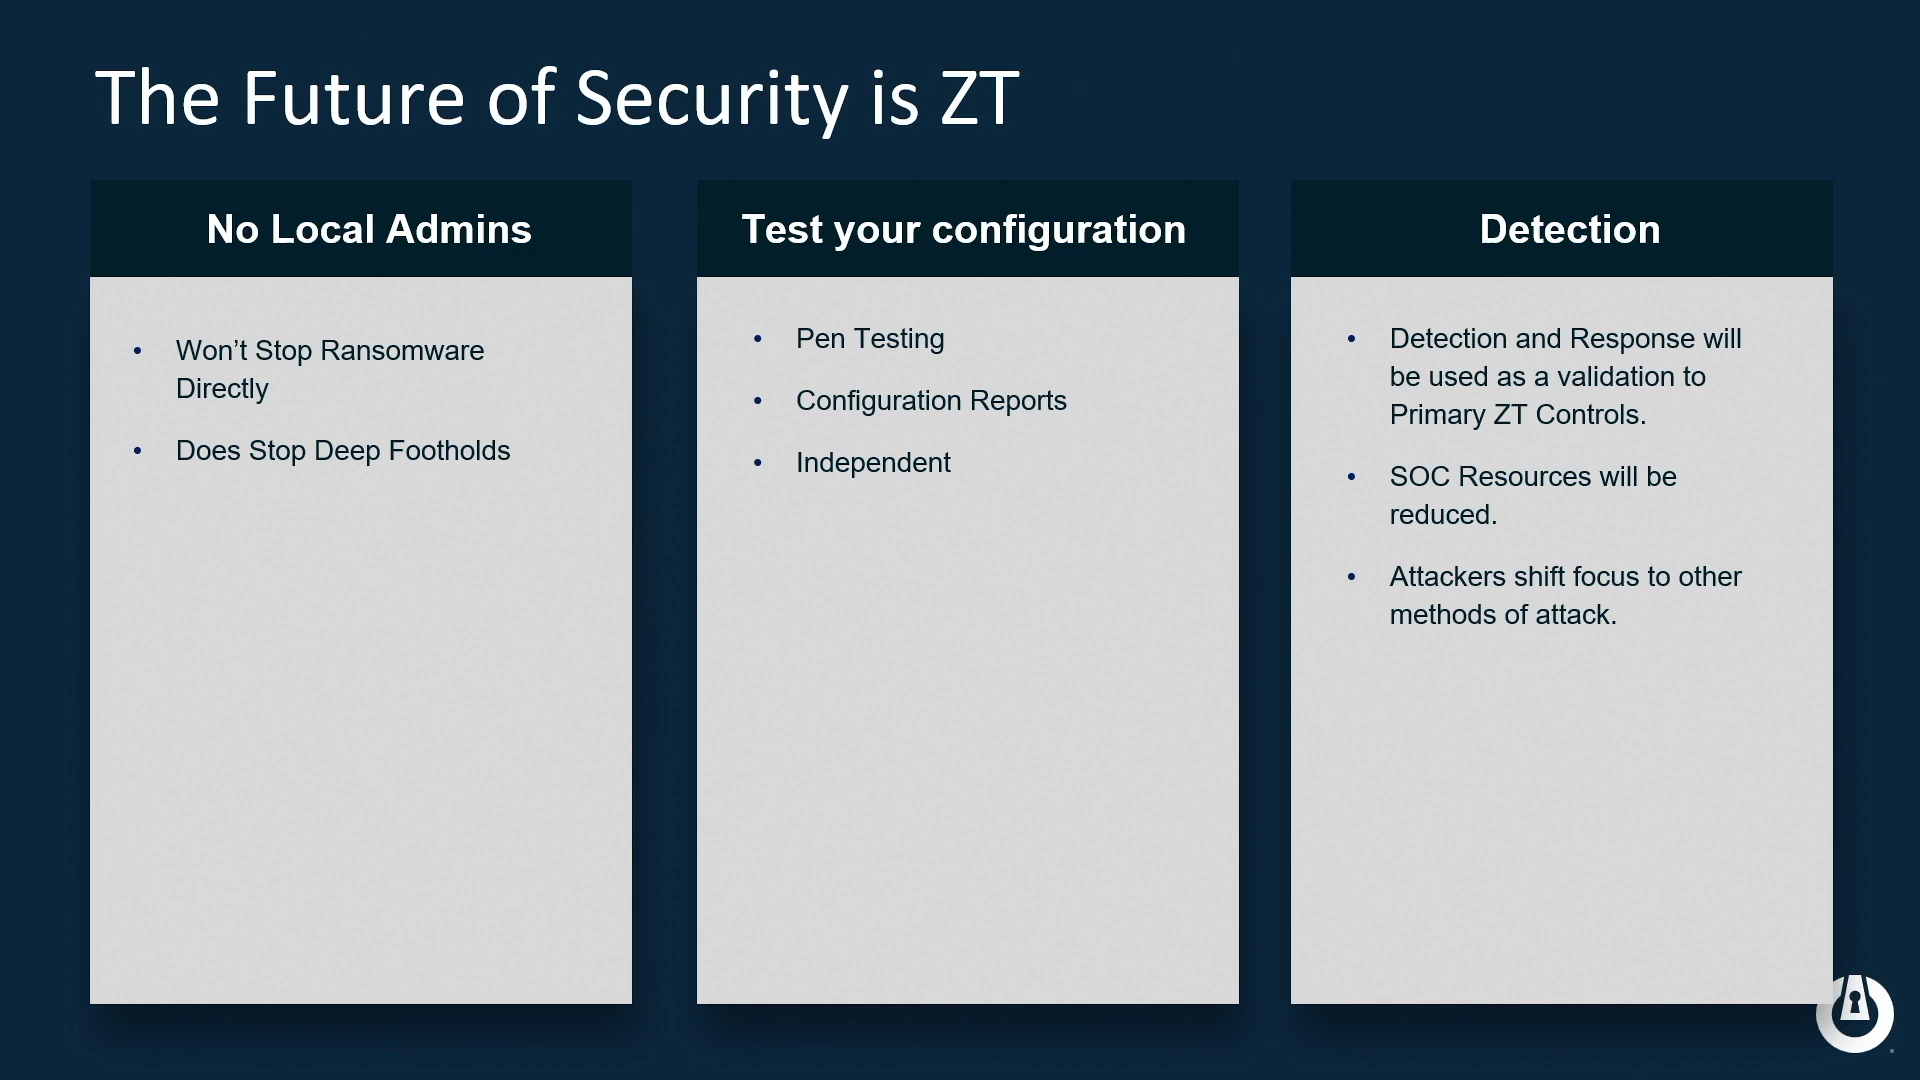 The Future of Security is ZT
No Local Admins
• Won’t Stop Ransomware
Directly
• Does Stop Deep Footholds
Test your configuration
• Pen Testing
• Configuration Reports
• Independent
Detection
• Detection and Response will
be used as a validation to
Primary ZT Controls.
• SOC Resources will be
reduced.
• Attackers shift focus to other
methods of attack.